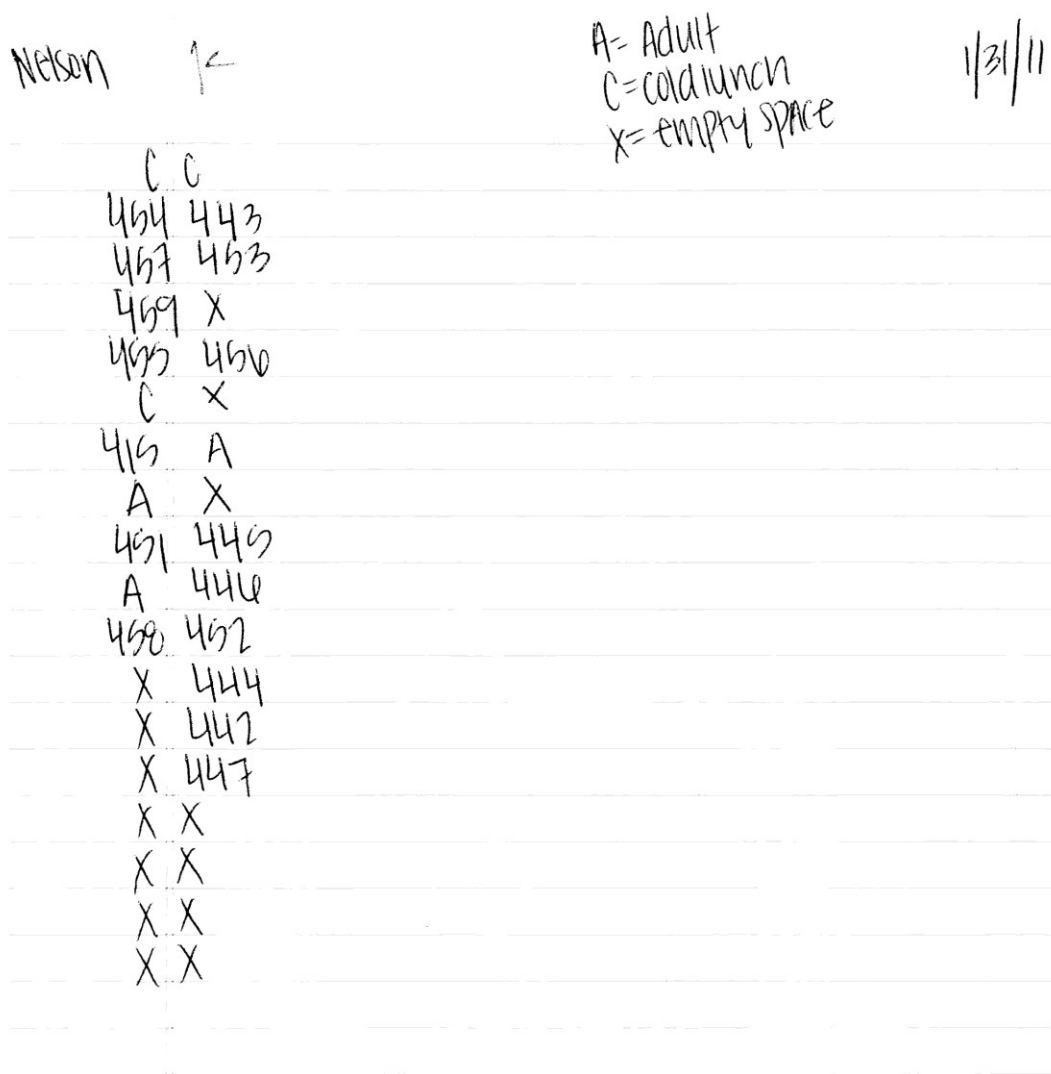 Nelson K
A= Adult
C=cold lunch
X= empty space
1/31/11
C C
454 443
457 453
459 X
455 456
C X
415 A
A X
451 445
A 446
458 452
X 444
X 442
X 447
X X
X X
X X
X X